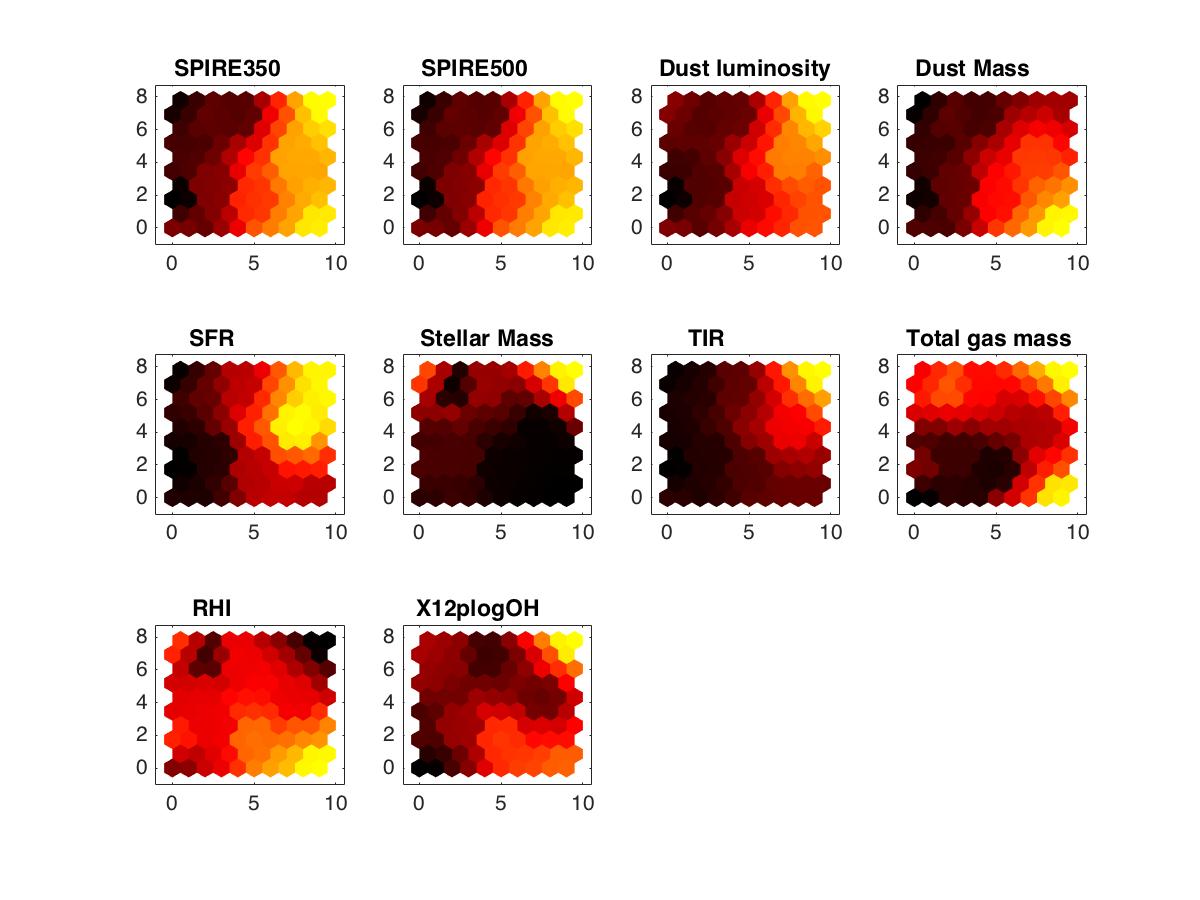 SPIRE350 SPIRE500 Dust luminosity Dust Mass
8 8 8 8
6 6 6 6
4 4 4 4
2 2 2 2
0 0 0 0
0 5 10 0 5 10 0 5 10 0 5 10
SFR Stellar Mass TIR Total gas mass
8 8 8 8
6 6 6 6
4 4 4 4
2 2 2 2
0 0 0 0
0 5 10 0 5 10 0 5 10 0 5 10
RHI X12plogOH
8 8
6 6
4 4
2 2
0 0
0 5 10 0 5 10